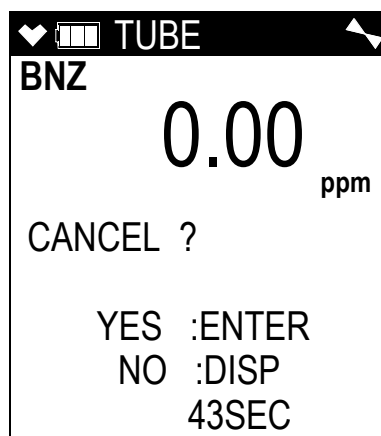 TUBE
BNZ
0.00
ppm
CANCEL ?
YES :ENTER
NO :DISP
43SEC